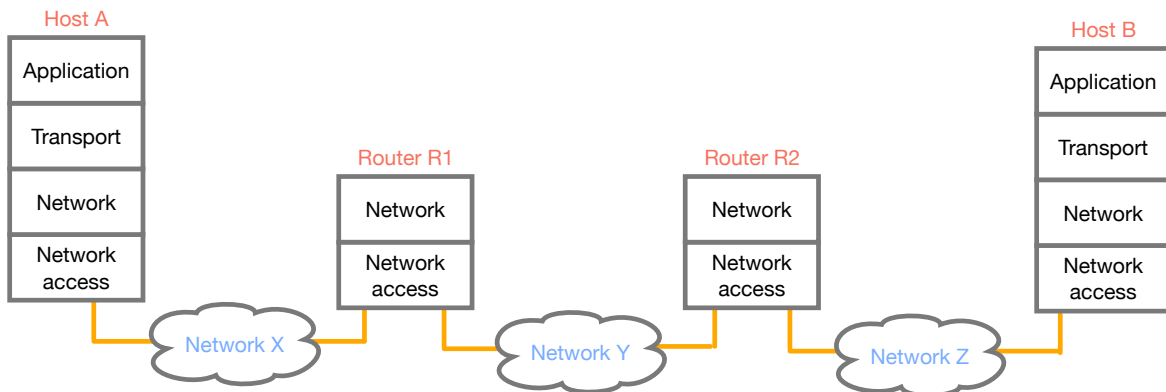 Host A
Application
Transport
Network
Network
access
Router R1
Network
Network
access
Router R2
Network
Network
access
Host B
Application
Transport
Network
Network
access
Network X
Network Y
Network Z